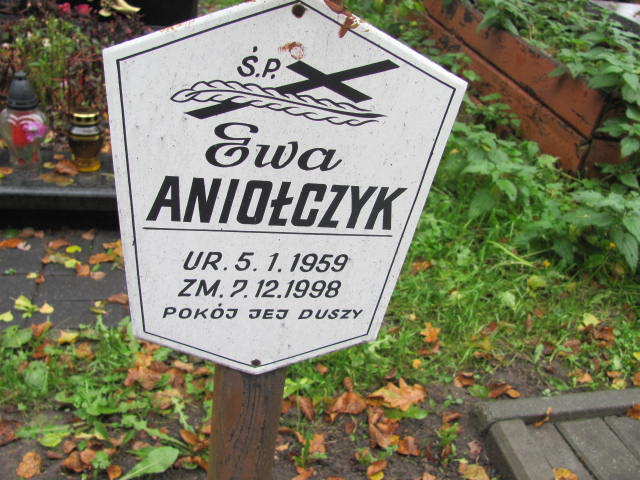 Ś.P.
Ewa
ANIOŁCZYK
UR. 5. 1. 1959
ZM. 7. 12. 1998
POKÓJ JEJ DUSZY